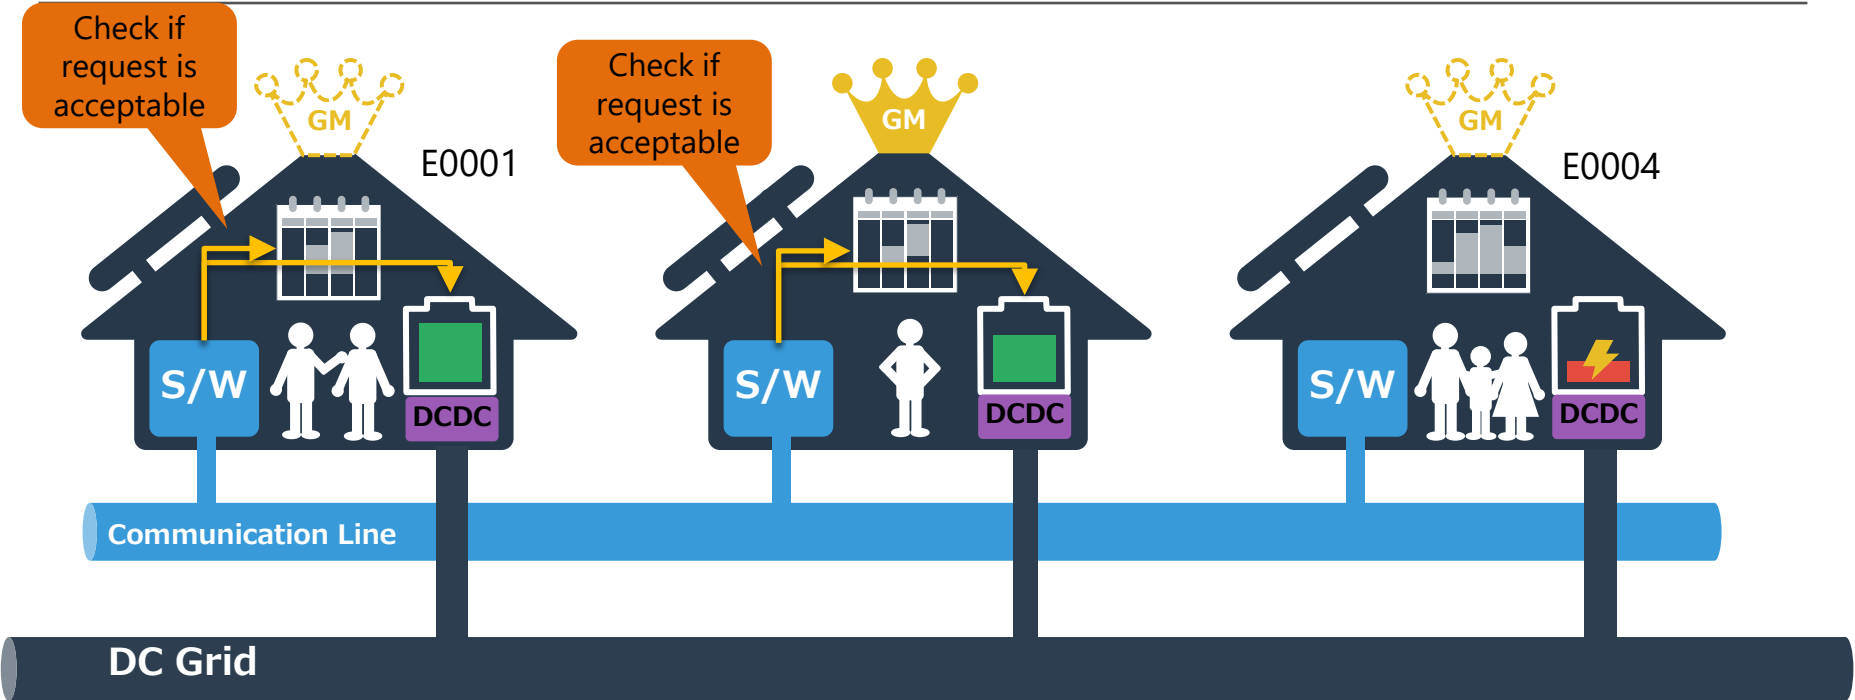 Check if
request is
acceptable
GM
E0001
Check if
request is
acceptable
GM
GM
E0004
S/W
DCDC
S/W
DCDC
S/W
DCDC
Communication Line
DC Grid